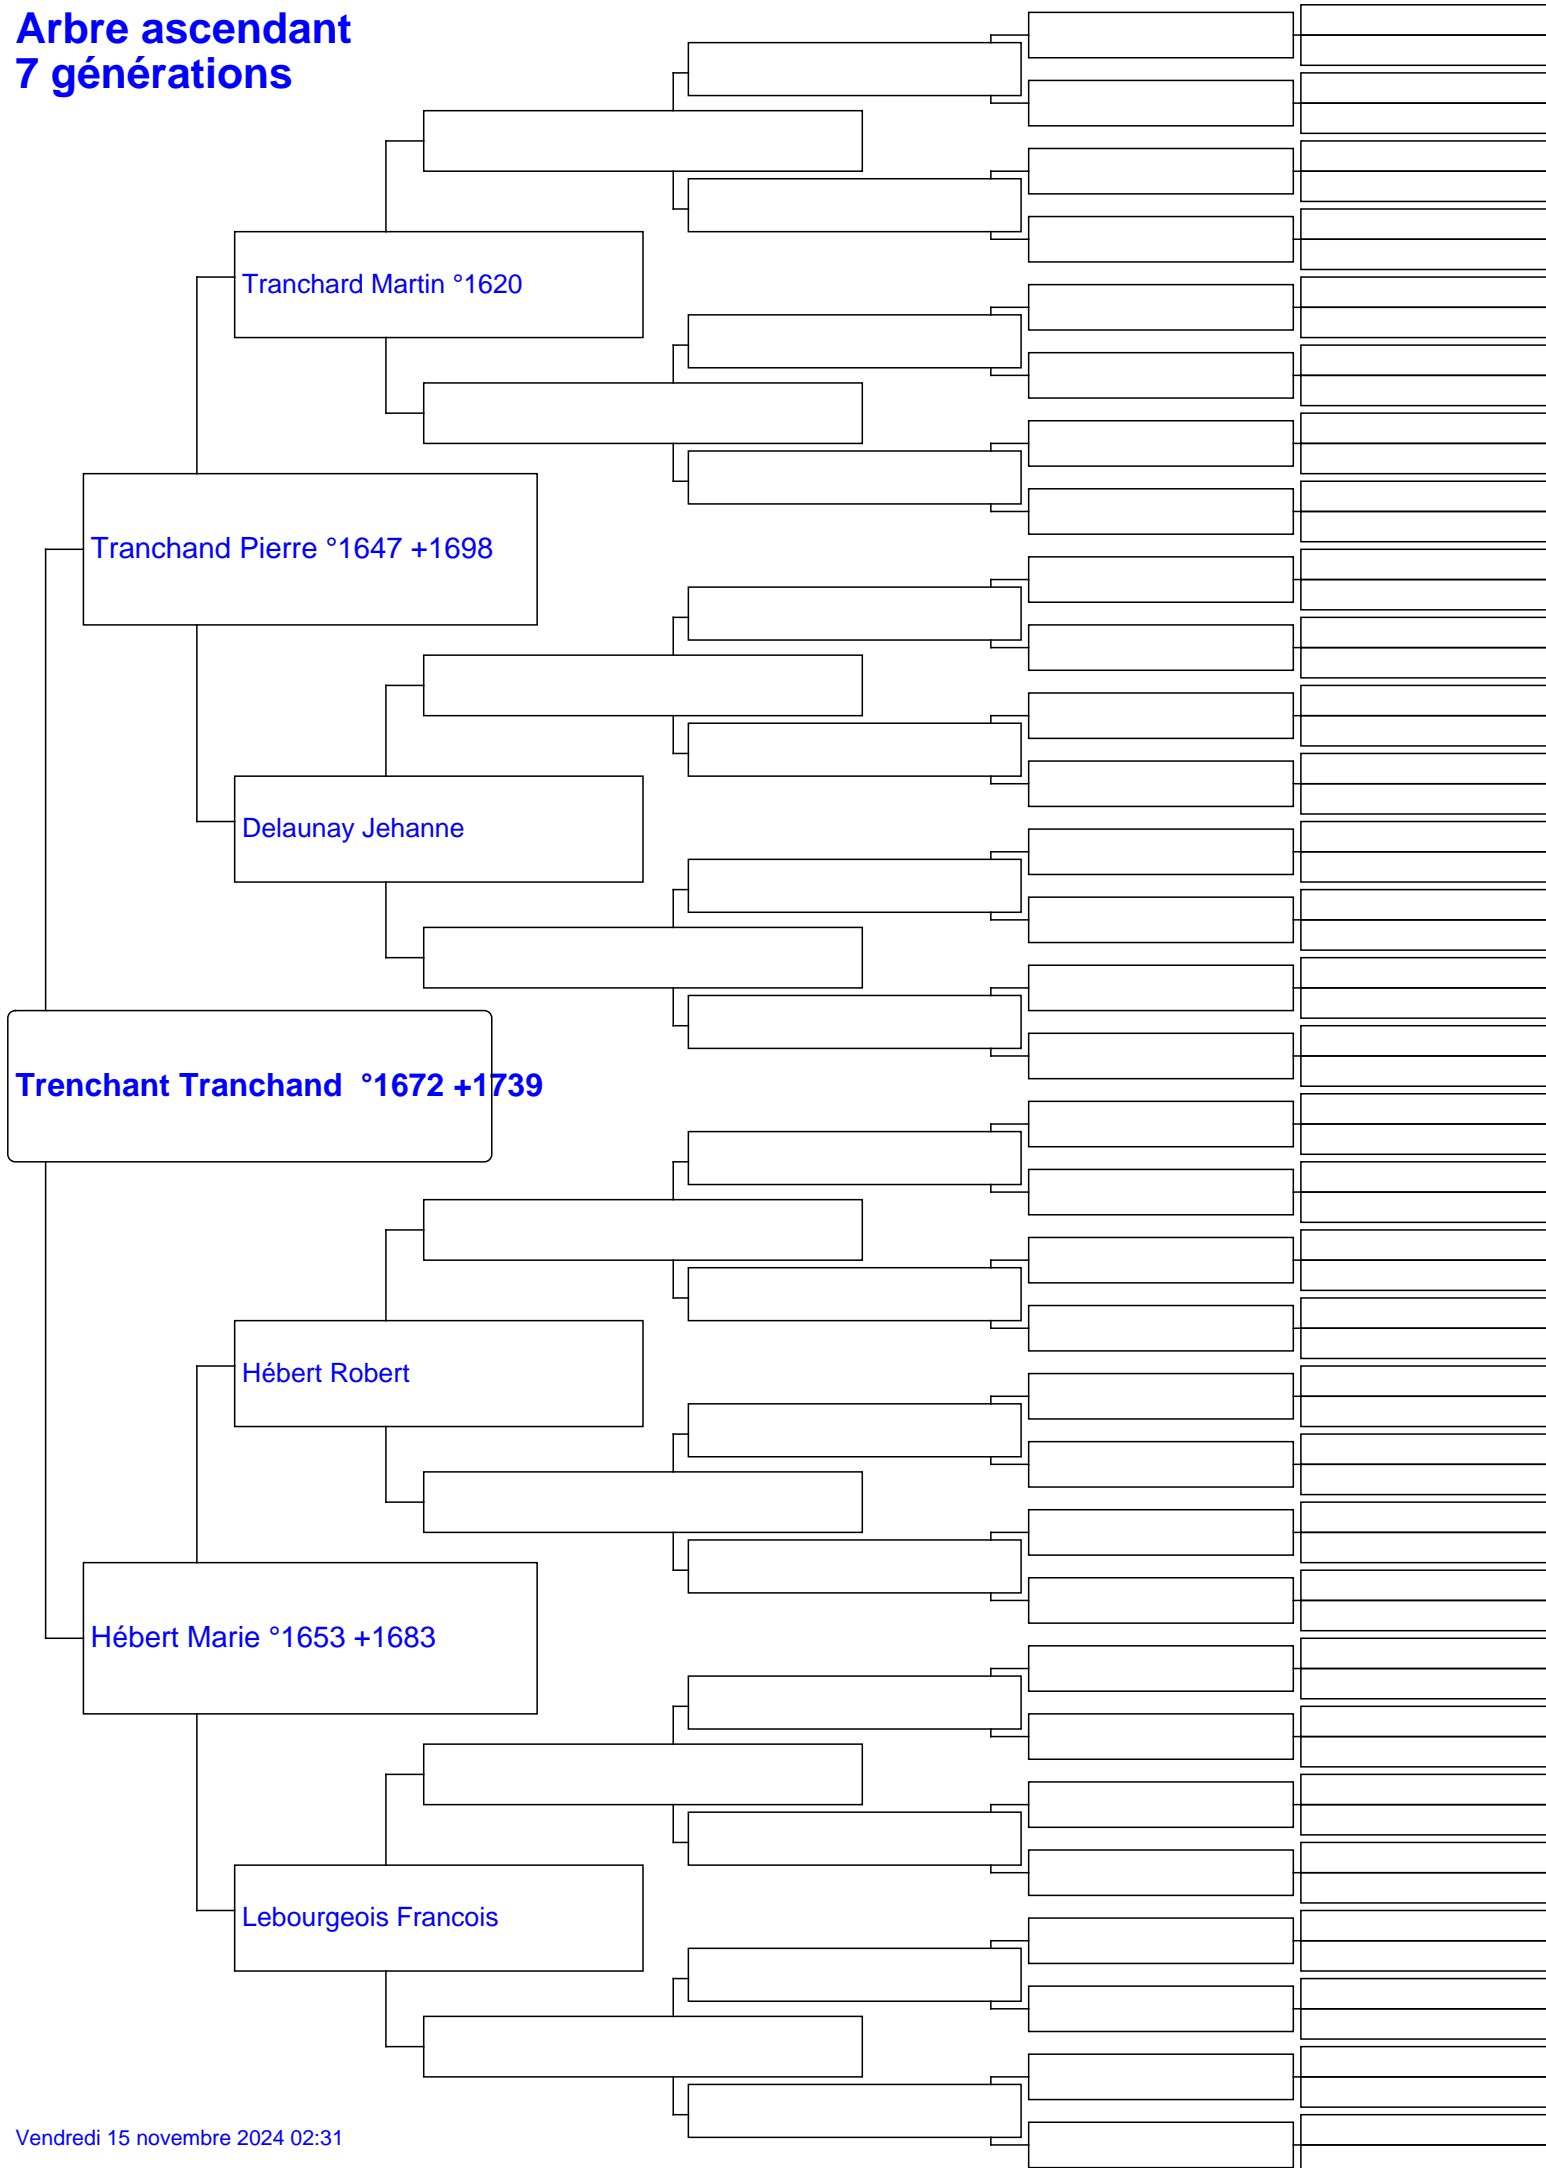 Arbre ascendant
7 générations
Tranchard Martin °1620
Tranchand Pierre °1647 +1698
Delaunay Jehanne
Trenchant Tranchand  °1672 +1739
Hébert Robert
Hébert Marie °1653 +1683
Lebourgeois Francois
Vendredi 15 novembre 2024 02:31